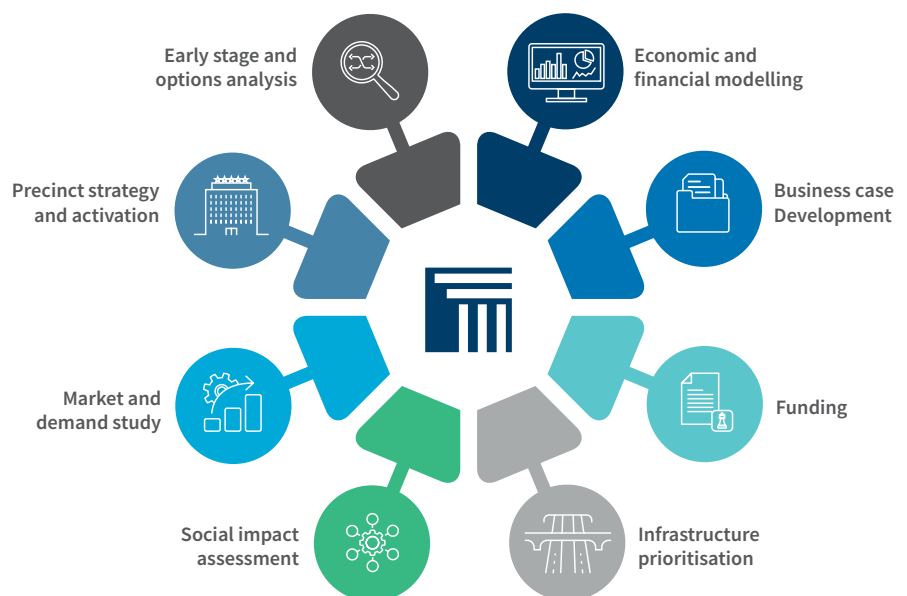 Early stage and
options analysis
Economic and
financial modelling
Precinct strategy
and activation
Business case
Development
Market and
demand study
Funding
Social impact
assessment
Infrastructure
prioritisation